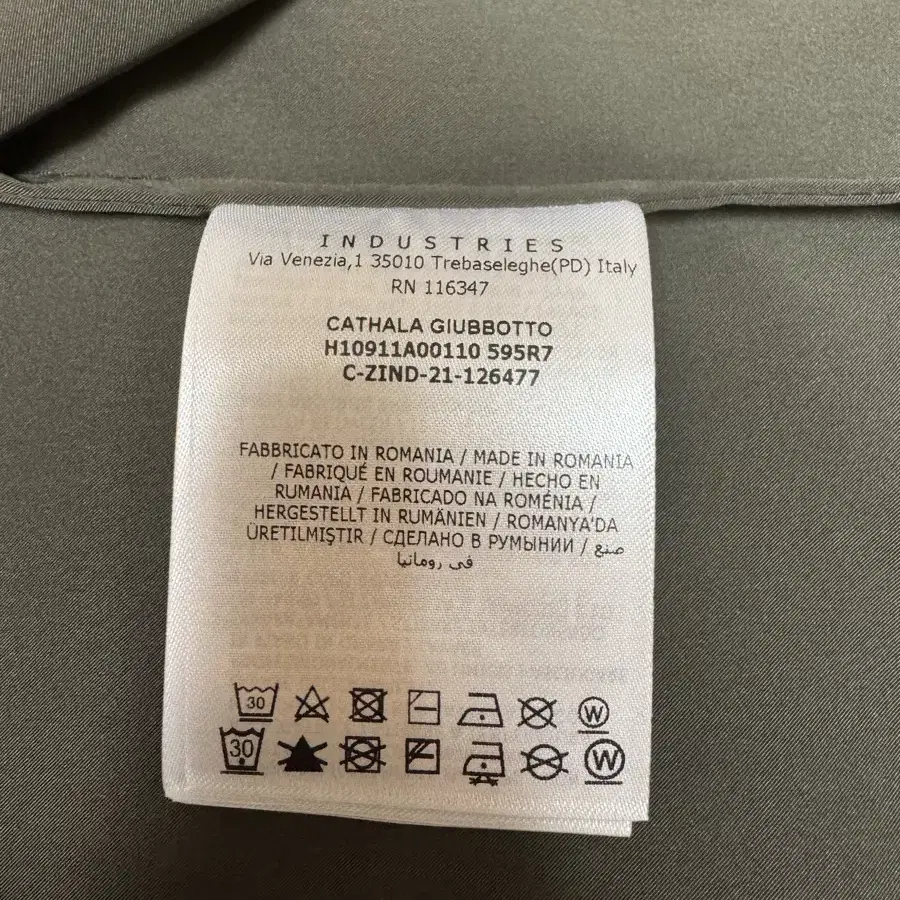 INDUSTRIES
Via Venezia,1 35010 Trebaseleghe(PD) Italy
RN 116347
CATHALA GIUBBOTTO
H10911A00110 595R7
C-ZIND-21-126477
FABBRICATO IN ROMANIA / MADE IN ROMANIA
/ FABRIQUÉ EN ROUMANIE / HECHO EN
RUMANIA / FABRICADO NA ROMÉNIA /
HERGESTELLT IN RUMÄNIEN / ROMANYA'DA
ÜRETILMIŞTIR / СДЕЛАНО В РУМЫНИИ / صنع
في رومانيا
30 W
30 W